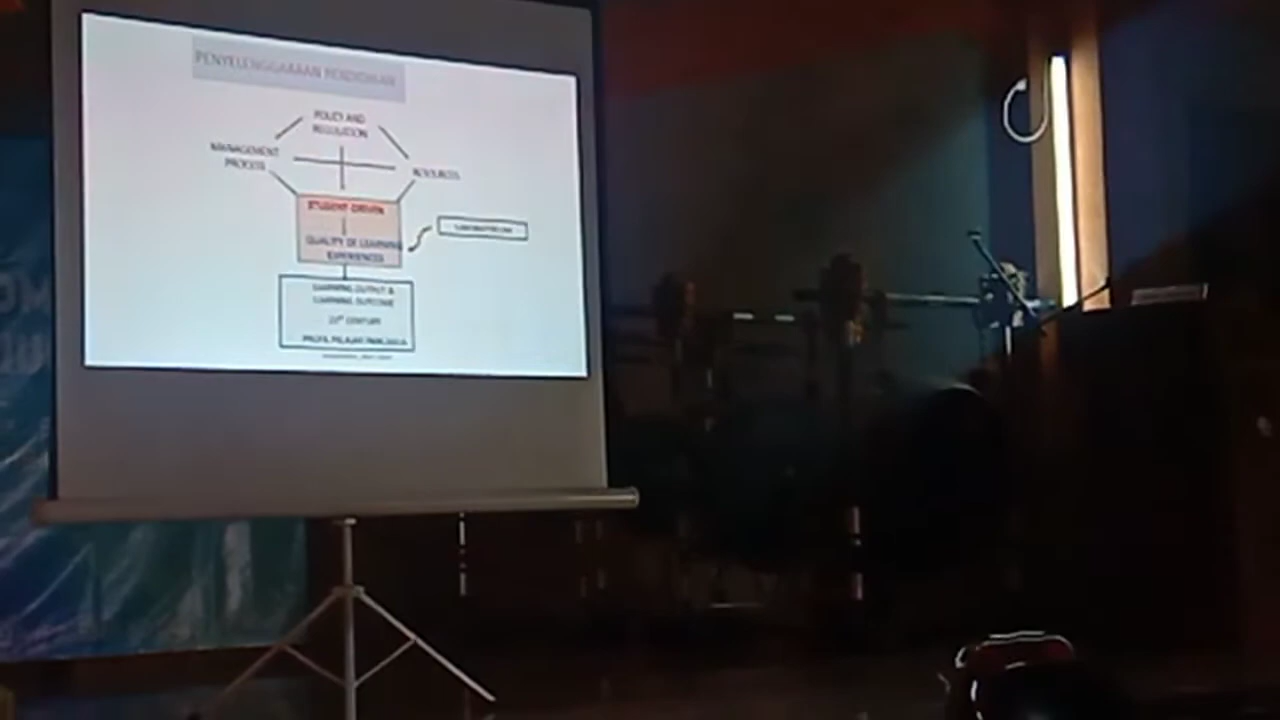 PENYELENGGARAAN PENDIDIKAN
POLICY AND
REGULATION
MANAGEMENT
PROCESS
RESOURCES
STUDENT-DRIVEN
QUALITY OF LEARNING
EXPERIENCES
LEARNING OUTPUT &
LEARNING OUTCOME
21st CENTURY
PROFIL PELAJAR PANCASILA